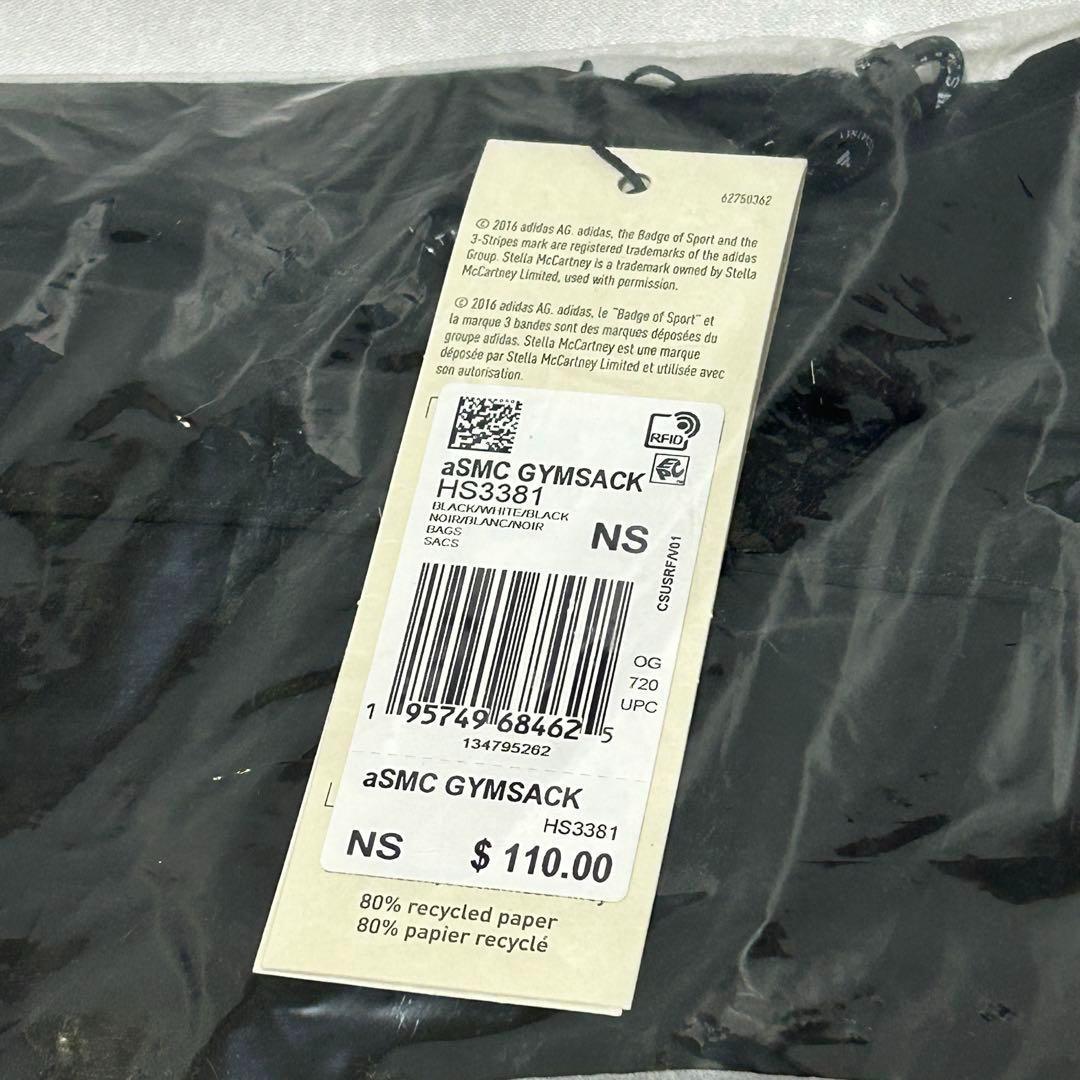 62750362
© 2016 adidas AG. adidas, the Badge of Sport and the
3-Stripes mark are registered trademarks of the adidas
Group. Stella McCartney is a trademark owned by Stella
McCartney Limited, used with permission.
© 2016 adidas AG. adidas, le "Badge of Sport" et
la marque 3 bandes sont des marques déposées du
groupe adidas. Stella McCartney est une marque
déposée par Stella McCartney Limited et utilisée avec
son autorisation.
RFID
aSMC GYMSACK
HS3381
BLACK/WHITE/BLACK
NOIR/BLANC/NOIR
BAGS
SACS
NS
CSUSRF/V01
OG
720
UPC
1 95749 68462 5
134795262
aSMC GYMSACK
HS3381
NS $ 110.00
80% recycled paper
80% papier recyclé